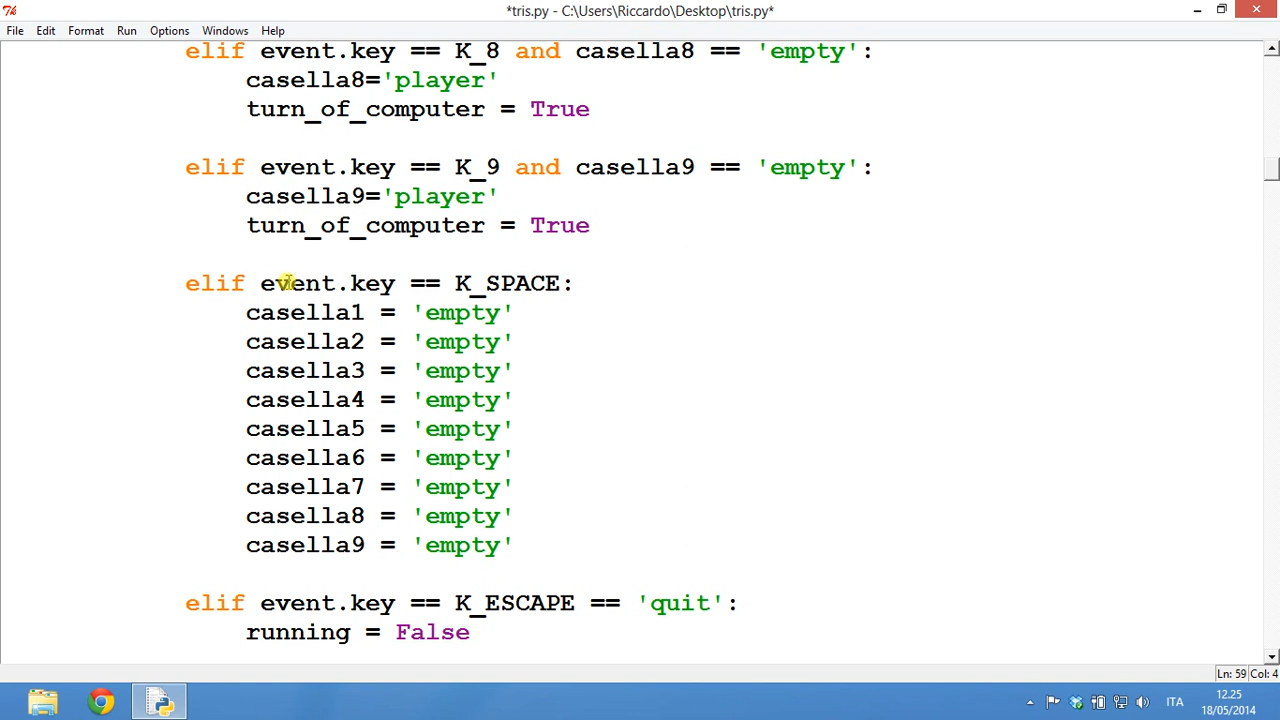 *tris.py - C:\Users\Riccardo\Desktop\tris.py*
File Edit Format Run Options Windows Help
elif event.key == K_8 and casella8 == 'empty':
casella8='player'
turn_of_computer = True
elif event.key == K_9 and casella9 == 'empty':
casella9='player'
turn_of_computer = True
elif event.key == K_SPACE:
casella1 = 'empty'
casella2 = 'empty'
casella3 = 'empty'
casella4 = 'empty'
casella5 = 'empty'
casella6 = 'empty'
casella7 = 'empty'
casella8 = 'empty'
casella9 = 'empty'
elif event.key == K_ESCAPE == 'quit':
running = False
Ln: 59 Col: 4
ITA
12.25
18/05/2014